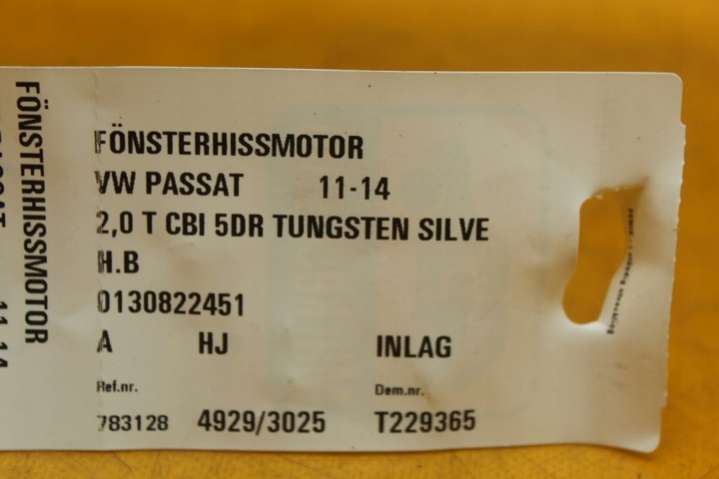 FÖNSTERHISSMOTOR
FÖNSTERHISSMOTOR
VW PASSAT 11-14
2,0 T CBI 5DR TUNGSTEN SILVE
H.B
0130822451
A HJ INLAG
Ref.nr. Dem.nr.
783128 4929/3025 T229365